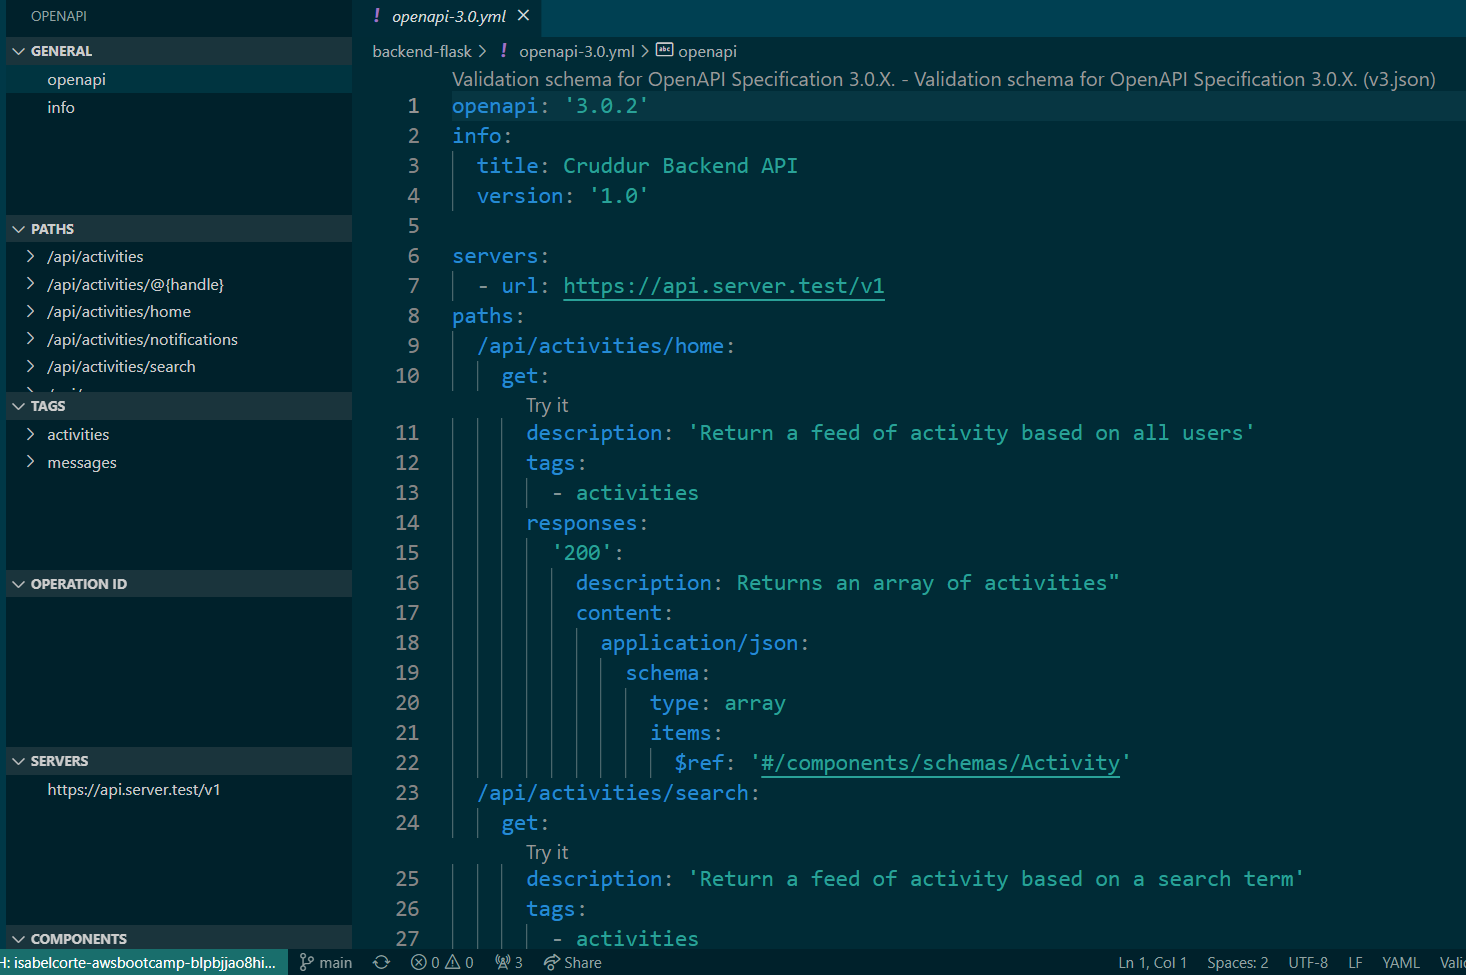 OPENAPI
GENERAL
openapi
info
PATHS
/api/activities
/api/activities/@{handle}
/api/activities/home
/api/activities/notifications
/api/activities/search
TAGS
activities
messages
OPERATION ID
SERVERS
https://api.server.test/v1
COMPONENTS
! openapi-3.0.yml ×
backend-flask > ! openapi-3.0.yml > abc openapi
Validation schema for OpenAPI Specification 3.0.X. - Validation schema for OpenAPI Specification 3.0.X. (v3.json)
1 openapi: '3.0.2'
2 info:
3 title: Cruddur Backend API
4 version: '1.0'
5
6 servers:
7 - url: https://api.server.test/v1
8 paths:
9 /api/activities/home:
10 get:
Try it
11 description: 'Return a feed of activity based on all users'
12 tags:
13 - activities
14 responses:
15 '200':
16 description: Returns an array of activities"
17 content:
18 application/json:
19 schema:
20 type: array
21 items:
22 $ref: '#/components/schemas/Activity'
23 /api/activities/search:
24 get:
Try it
25 description: 'Return a feed of activity based on a search term'
26 tags:
27 - activities
H: isabelcorte-awsbootcamp-blpbjjao8hi... main 0 0 3 Share Ln 1, Col 1 Spaces: 2 UTF-8 LF YAML Vali